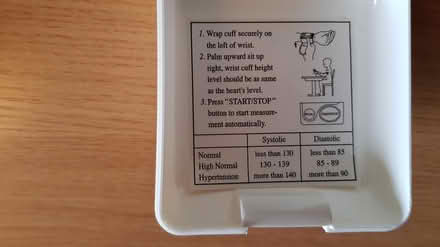 1. Wrap cuff securely on
the left of wrist.
2. Palm upward sit up
right, wrist cuff height
level should be as same
as the heart's level.
3. Press "START/STOP"
button to start measure-
ment automatically.
Systolic Diastolic
Normal less than 130 less than 85
High Normal 130 - 139 85 - 89
Hypertension more than 140 more than 90